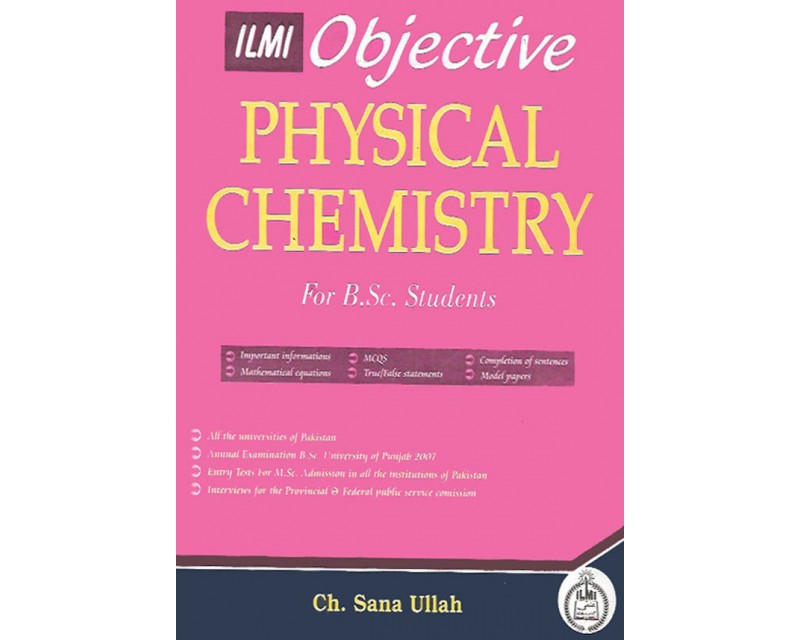 ILMI Objective
PHYSICAL
CHEMISTRY
For B.Sc. Students
Important informations
Mathematical equations
MCQS
True/False statements
Completion of sentences
Model papers
All the universities of Pakistan
Annual Examination B.Sc. University of Punjab 2007
Entry Tests For M.Sc. Admission in all the institutions of Pakistan
Interviews for the Provincial & Federal public service comission
Ch. Sana Ullah
ILMI